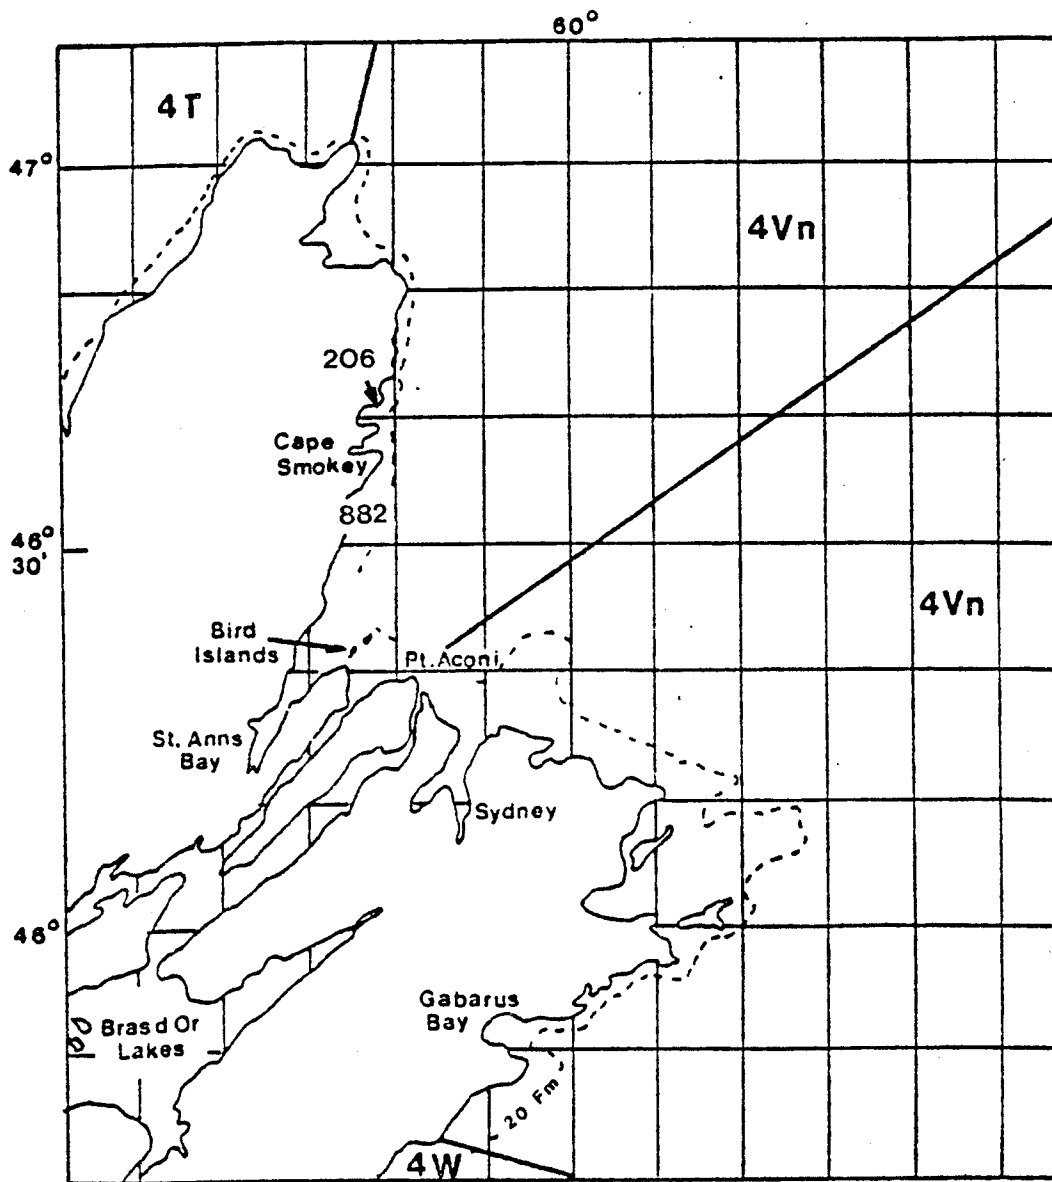 60°
4T
47°
4Vn
206
Cape
Smokey
882
46°
30'
4Vn
Bird
Islands
Pt. Aconi
St. Anns
Bay
Sydney
46°
Gabarus
Bay
Bras d Or
Lakes
20 Fm
4W